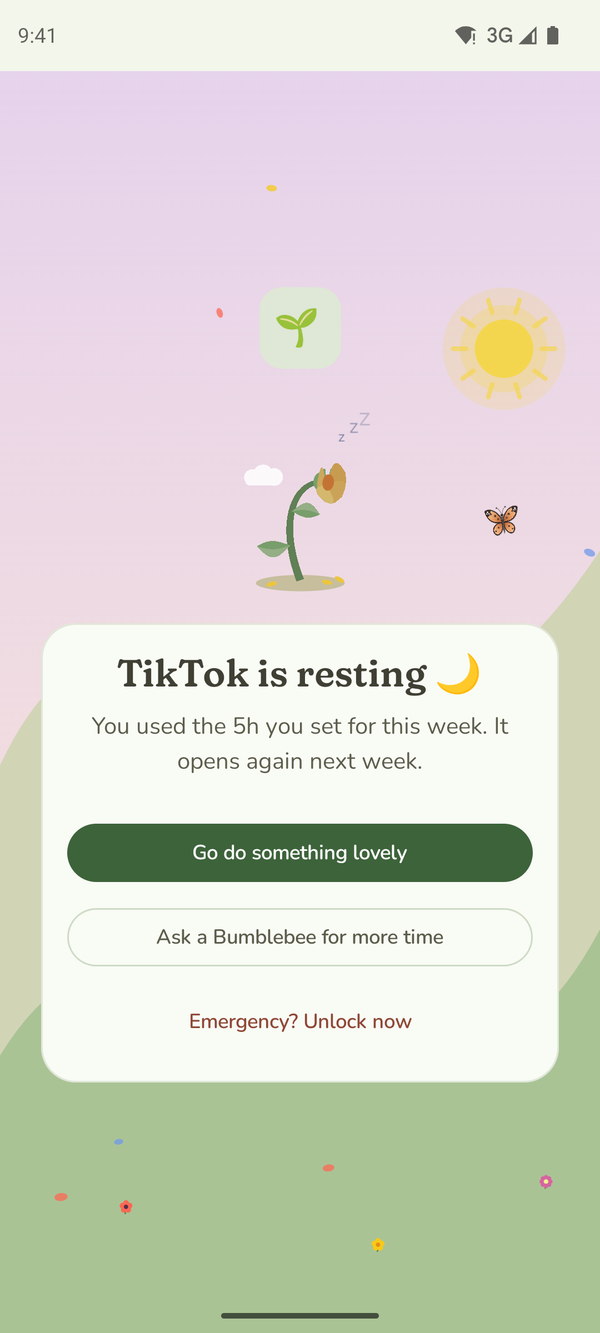 9:41
3G
z z Z
TikTok is resting 🌙
You used the 5h you set for this week. It
opens again next week.
Go do something lovely
Ask a Bumblebee for more time
Emergency? Unlock now